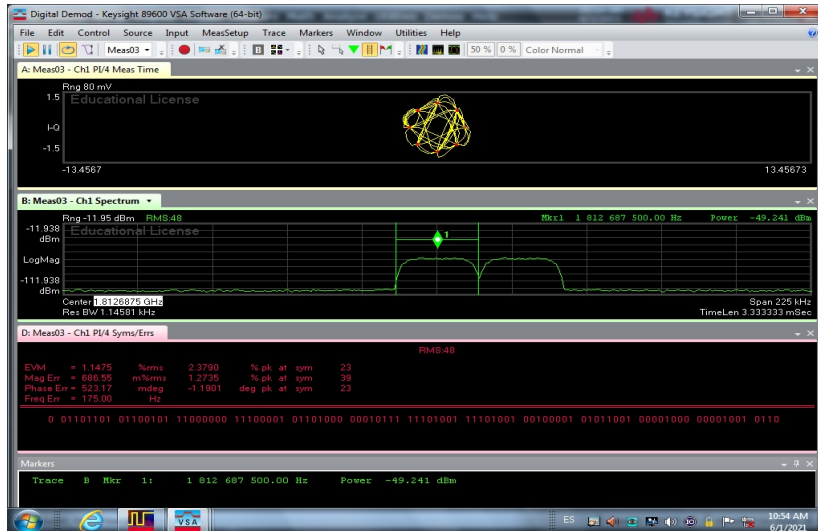 Digital Demod - Keysight 89600 VSA Software (64-bit)
File Edit Control Source Input MeasSetup Trace Markers Window Utilities Help
Meas03 B 50 % 0 % Color Normal
A: Meas03 - Ch1 PI/4 Meas Time
Rng 80 mV
1.5 Educational License
I-Q
-1.5
-13.4567 13.45673
B: Meas03 - Ch1 Spectrum
Rng -11.95 dBm RMS:48 Mkr1 1 812 687 500.00 Hz Power -49.241 dBm
-11.938 Educational License
dBm
1
LogMag
-111.938
dBm
Center 1.8126875 GHz Span 225 kHz
Res BW 1.14581 kHz TimeLen 3.333333 mSec
D: Meas03 - Ch1 PI/4 Syms/Errs
RMS:48
EVM = 1.1475 %rms 2.3790 % pk at sym 23
Mag Err = 686.55 m%rms 1.2735 % pk at sym 39
Phase Err = 523.17 mdeg -1.1901 deg pk at sym 23
Freq Err = 175.00 Hz
0 01101101 01100101 11000000 11100001 01101000 00010111 11101001 11101001 00100001 01011001 00001000 00001001 0110
Markers
Trace B Mkr 1: 1 812 687 500.00 Hz Power -49.241 dBm
VSA ES 10:54 AM
6/1/2021